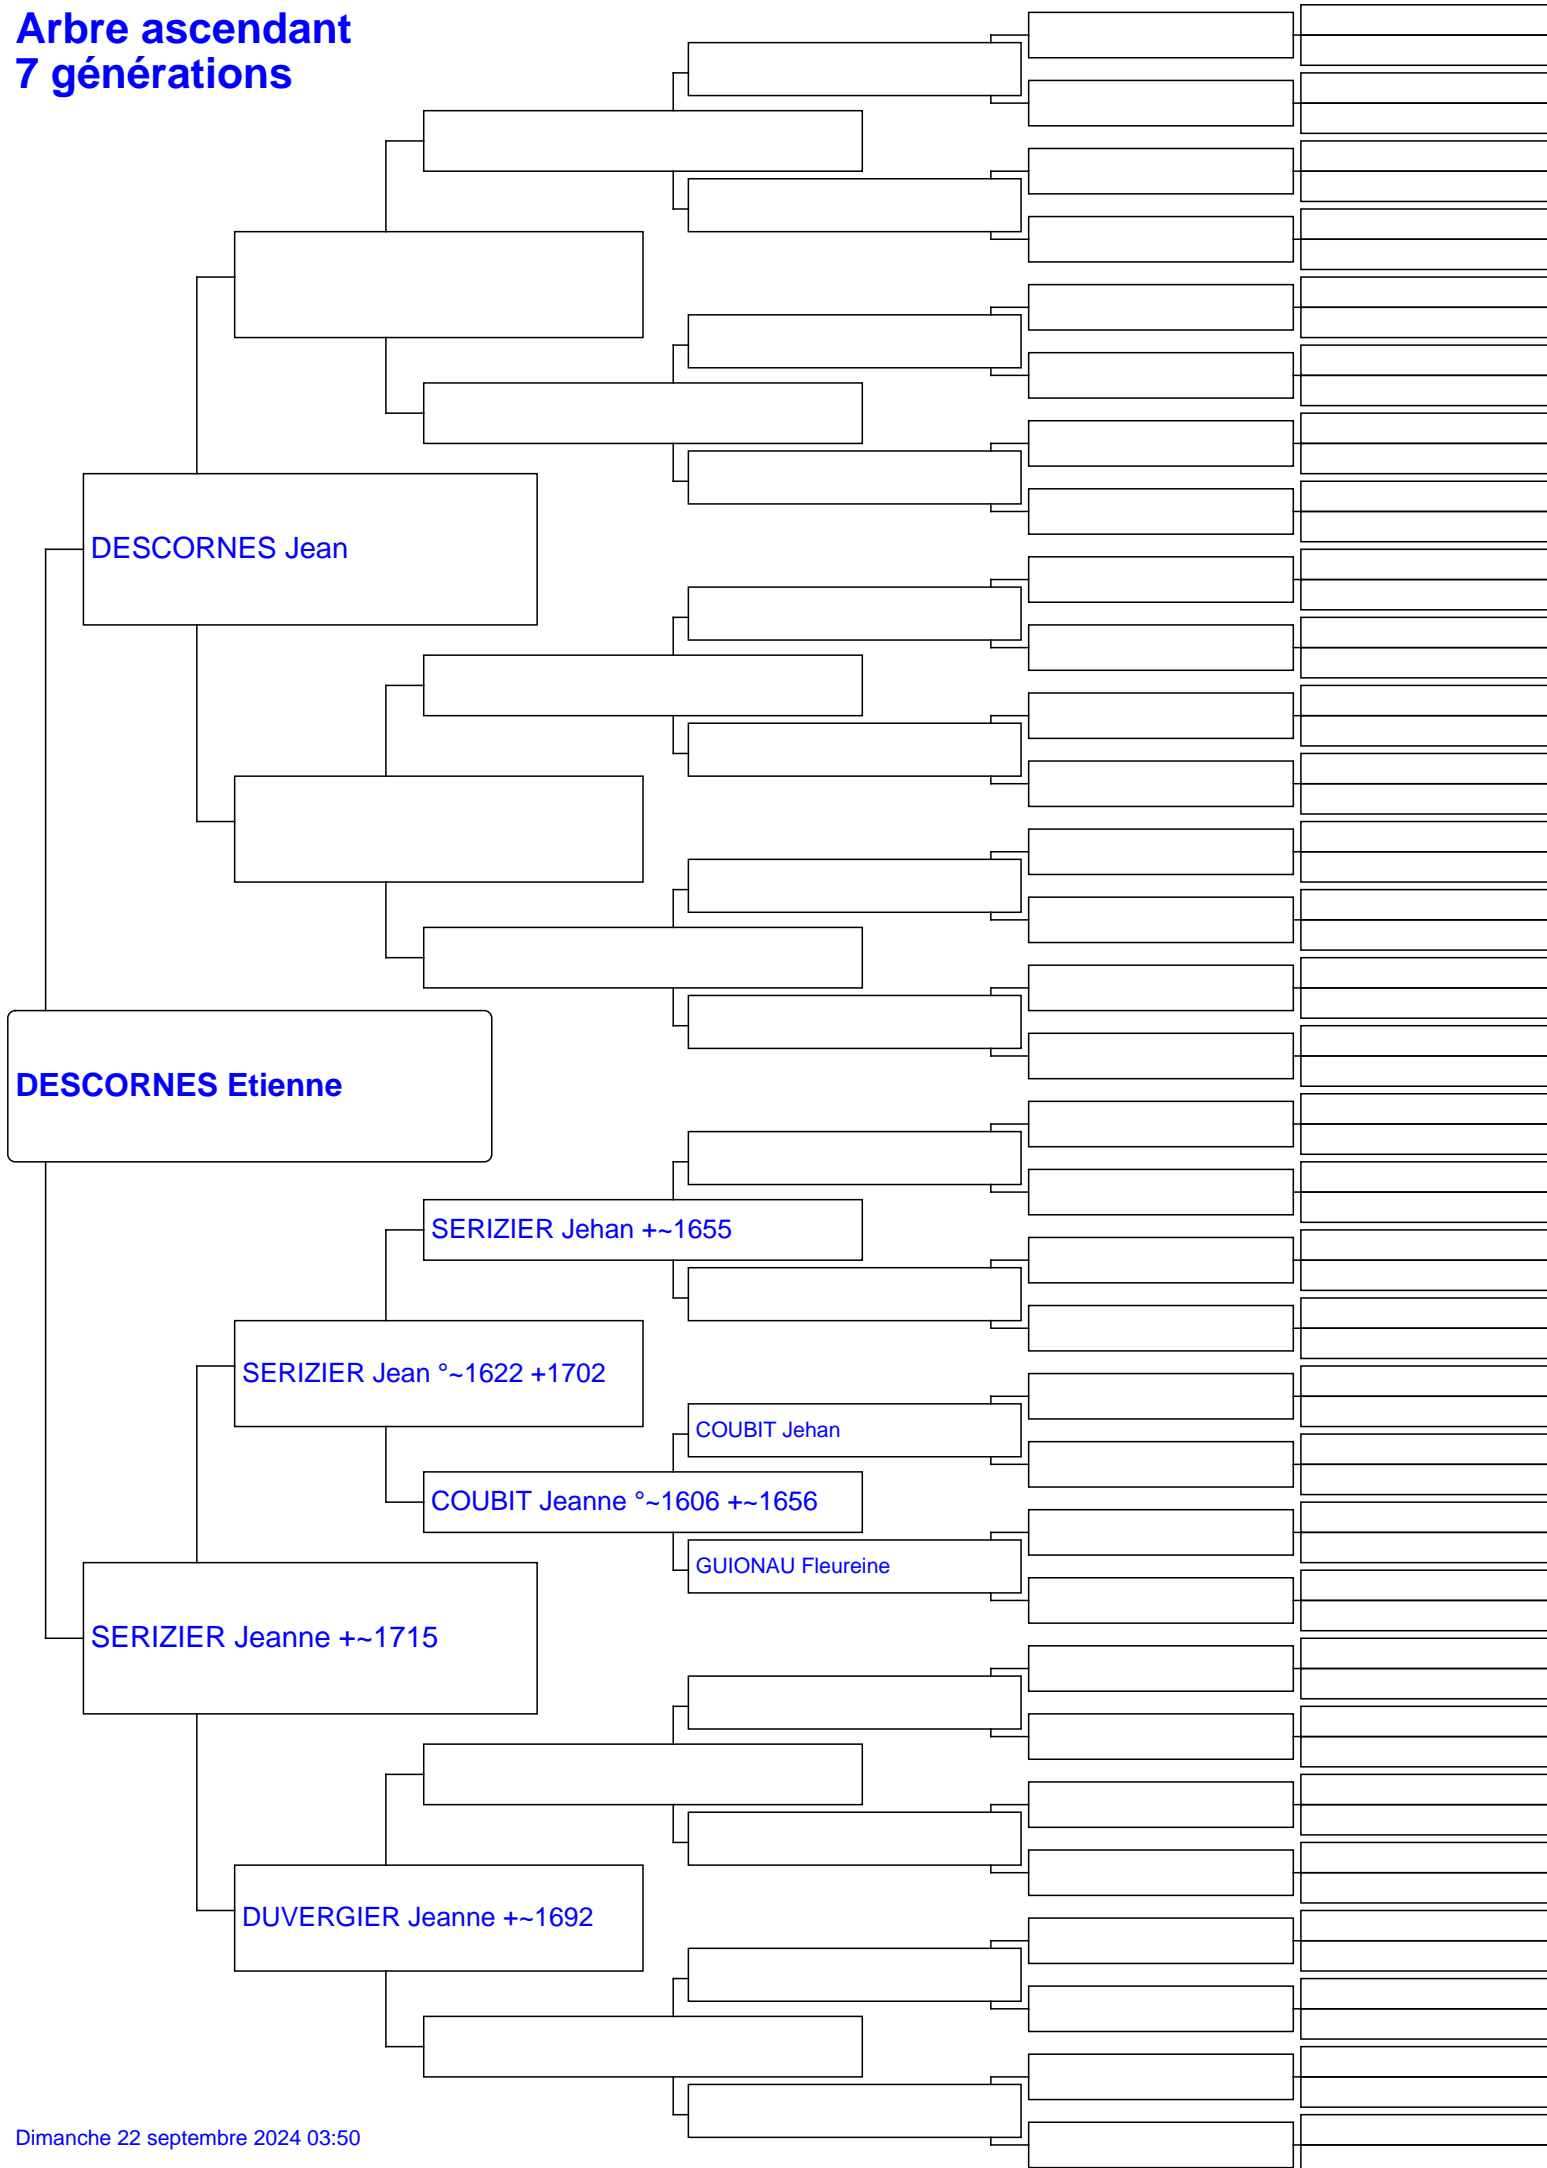 Arbre ascendant
7 générations
DESCORNES Jean
DESCORNES Etienne
SERIZIER Jehan +~1655
SERIZIER Jean °~1622 +1702
COUBIT Jehan
COUBIT Jeanne °~1606 +~1656
GUIONAU Fleureine
SERIZIER Jeanne +~1715
DUVERGIER Jeanne +~1692
Dimanche 22 septembre 2024 03:50